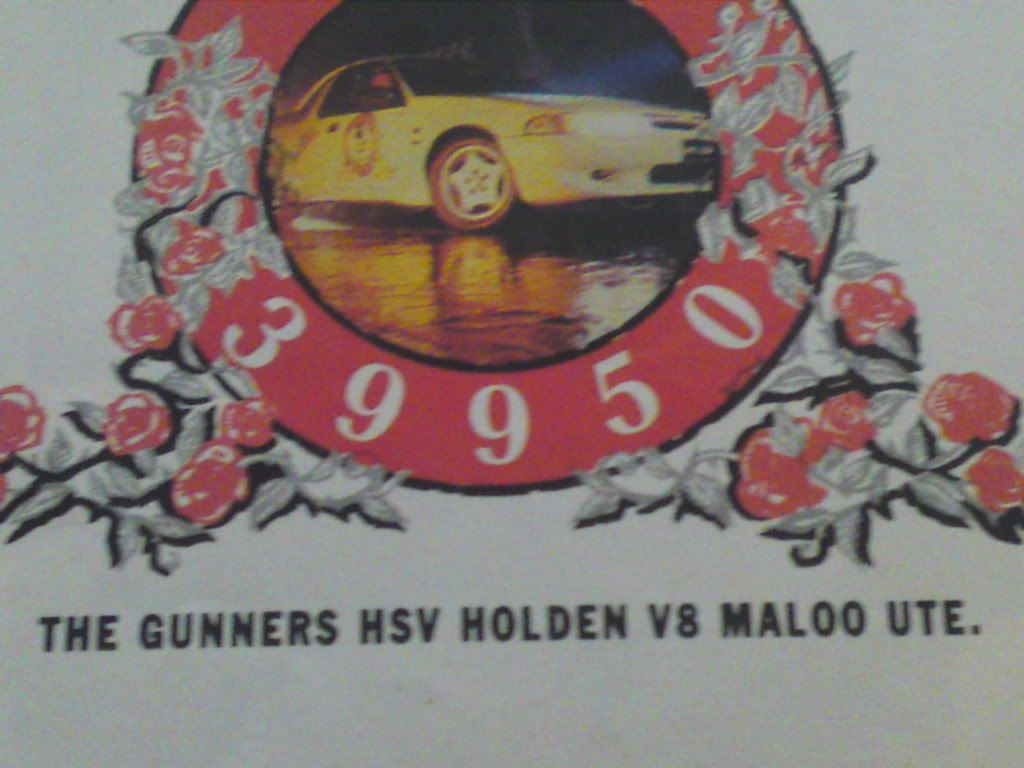 39950
THE GUNNERS HSV HOLDEN V8 MALOO UTE.